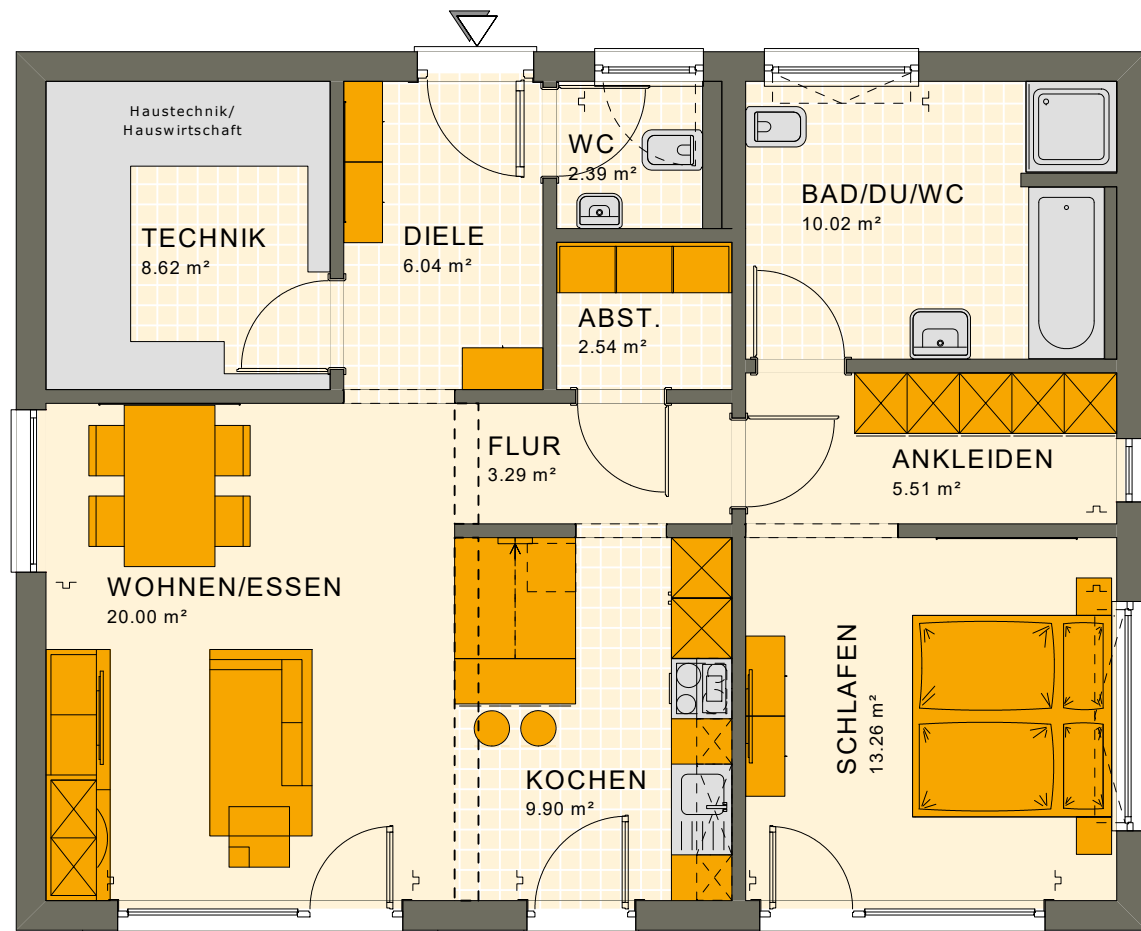 Haustechnik/
Hauswirtschaft
WC
2.39 m²
BAD/DU/WC
10.02 m²
TECHNIK
8.62 m²
DIELE
6.04 m²
ABST.
2.54 m²
FLUR
3.29 m²
ANKLEIDEN
5.51 m²
WOHNEN/ESSEN
20.00 m²
SCHLAFEN
13.26 m²
KOCHEN
9.90 m²